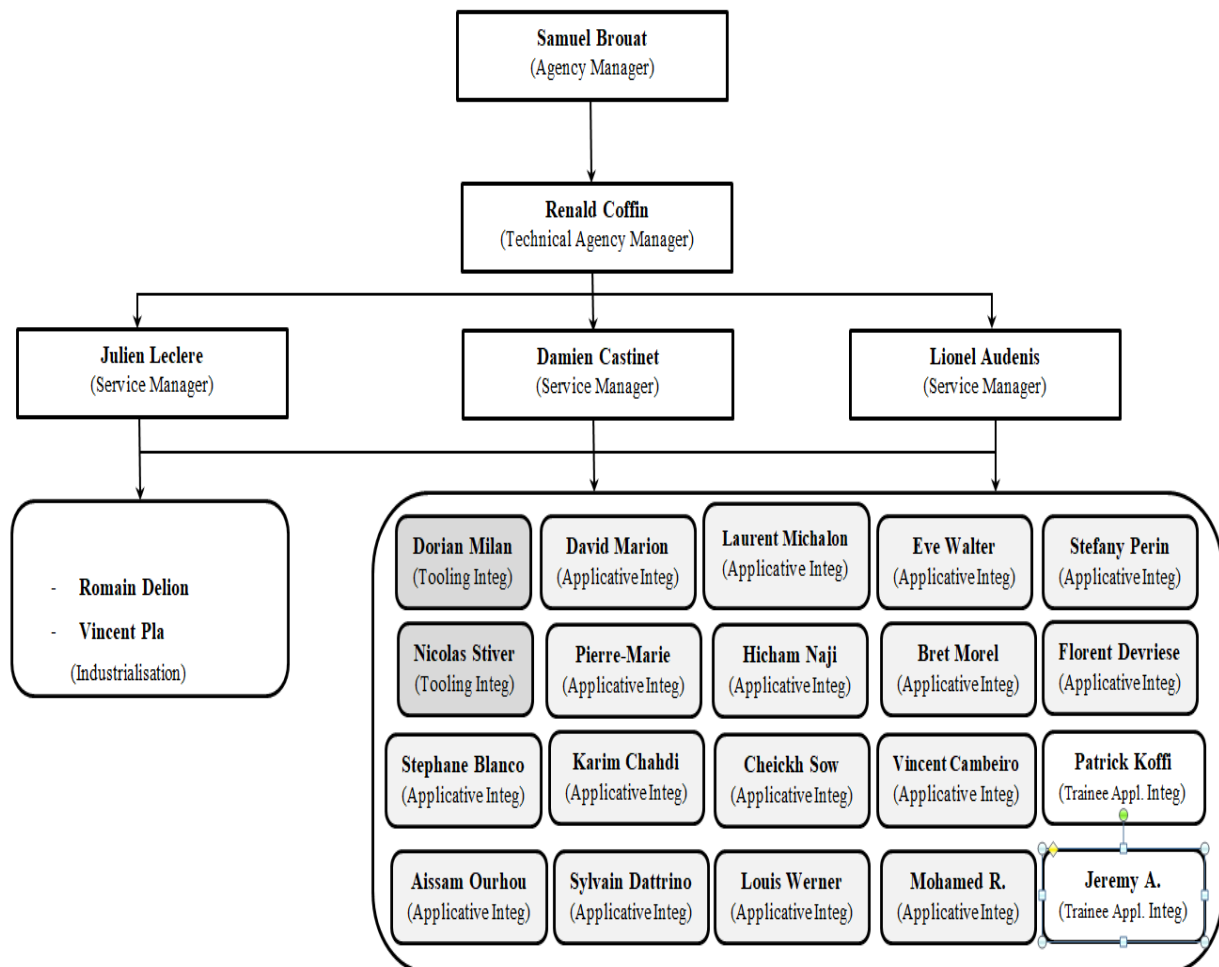 Samuel Brouat
(Agency Manager)
Renald Coffin
(Technical Agency Manager)
Julien Leclere
(Service Manager)
Damien Castinet
(Service Manager)
Lionel Audenis
(Service Manager)
- Romain Delion
- Vincent Pla
(Industrialisation)
Dorian Milan
(Tooling Integ)
David Marion
(Applicative Integ)
Laurent Michalon
(Applicative Integ)
Eve Walter
(Applicative Integ)
Stefany Perin
(Applicative Integ)
Nicolas Stiver
(Tooling Integ)
Pierre-Marie
(Applicative Integ)
Hicham Naji
(Applicative Integ)
Bret Morel
(Applicative Integ)
Florent Devriese
(Applicative Integ)
Stephane Blanco
(Applicative Integ)
Karim Chahdi
(Applicative Integ)
Cheickh Sow
(Applicative Integ)
Vincent Cambeiro
(Applicative Integ)
Patrick Koffi
(Trainee Appl. Integ)
Aissam Ourhou
(Applicative Integ)
Sylvain Dattrino
(Applicative Integ)
Louis Werner
(Applicative Integ)
Mohamed R.
(Applicative Integ)
Jeremy A.
(Trainee Appl. Integ)